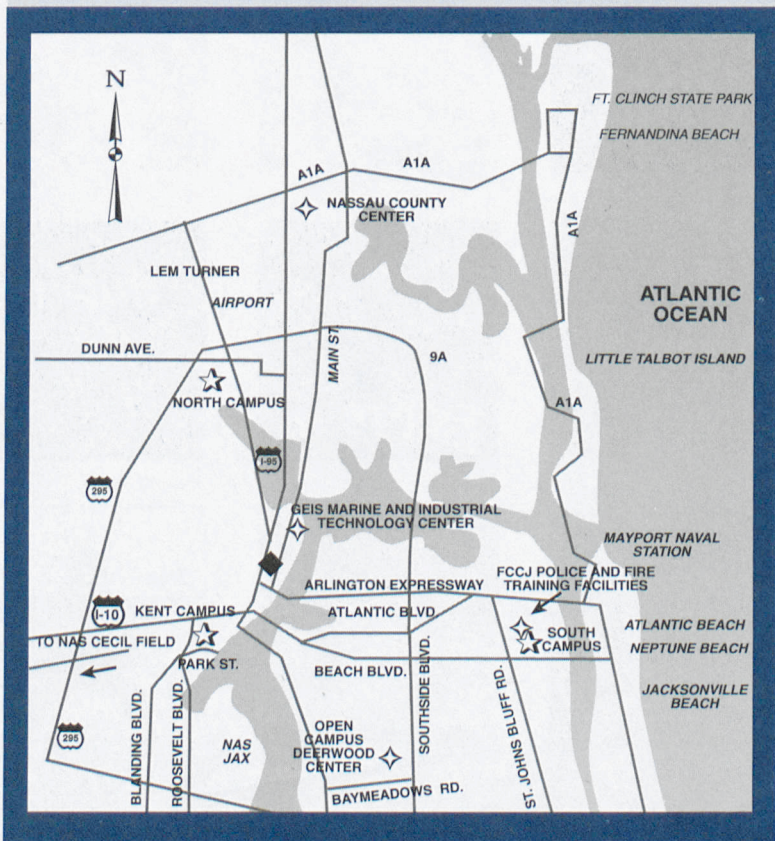 N
FT. CLINCH STATE PARK
FERNANDINA BEACH
A1A
A1A
NASSAU COUNTY
CENTER
A1A
LEM TURNER
AIRPORT
ATLANTIC
OCEAN
DUNN AVE.
MAIN ST.
9A
LITTLE TALBOT ISLAND
NORTH CAMPUS
A1A
I-95
295
GEIS MARINE AND INDUSTRIAL
TECHNOLOGY CENTER
MAYPORT NAVAL
STATION
FCCJ POLICE AND FIRE
TRAINING FACILITIES
ARLINGTON EXPRESSWAY
I-10
KENT CAMPUS
ATLANTIC BLVD.
ATLANTIC BEACH
TO NAS CECIL FIELD
SOUTH
CAMPUS
NEPTUNE BEACH
PARK ST.
BEACH BLVD.
JACKSONVILLE
BEACH
295
BLANDING BLVD.
ROOSEVELT BLVD.
NAS
JAX
OPEN
CAMPUS
DEERWOOD
CENTER
SOUTHSIDE BLVD.
ST. JOHNS BLUFF RD.
BAYMEADOWS RD.